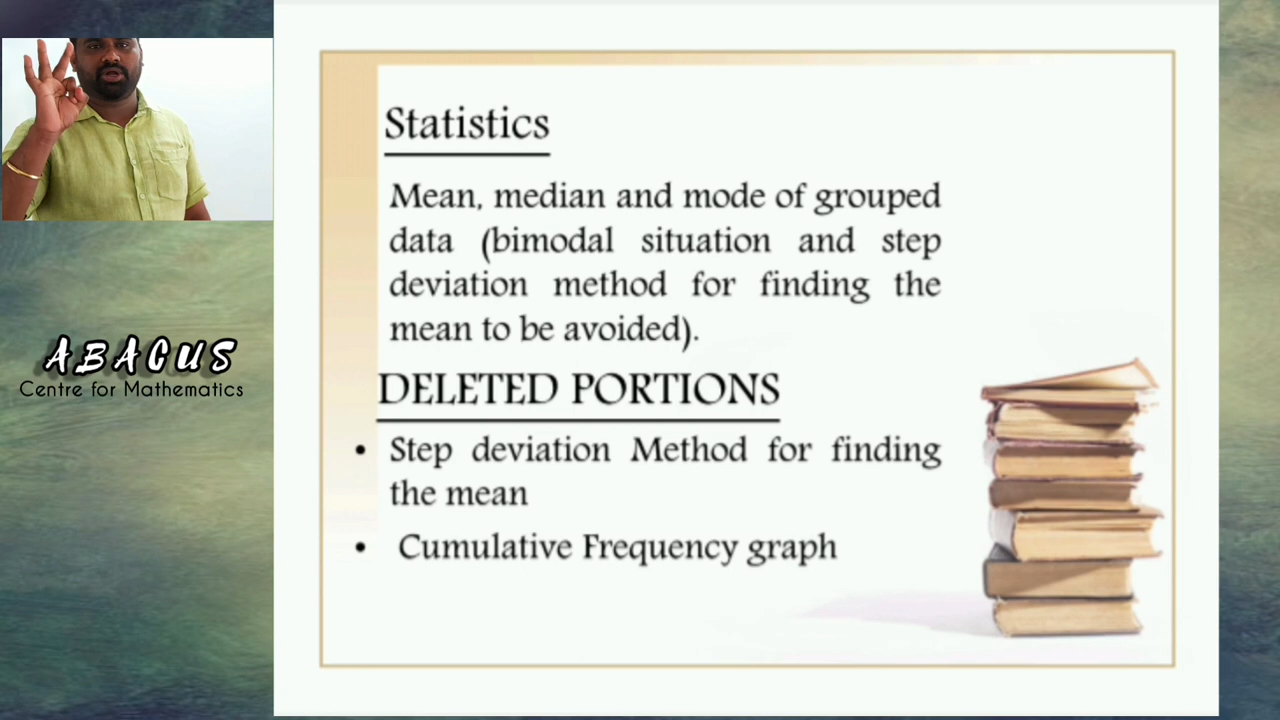 ABACUS
Centre for Mathematics
Statistics
Mean, median and mode of grouped
data (bimodal situation and step
deviation method for finding the
mean to be avoided).
DELETED PORTIONS
• Step deviation Method for finding
the mean
• Cumulative Frequency graph